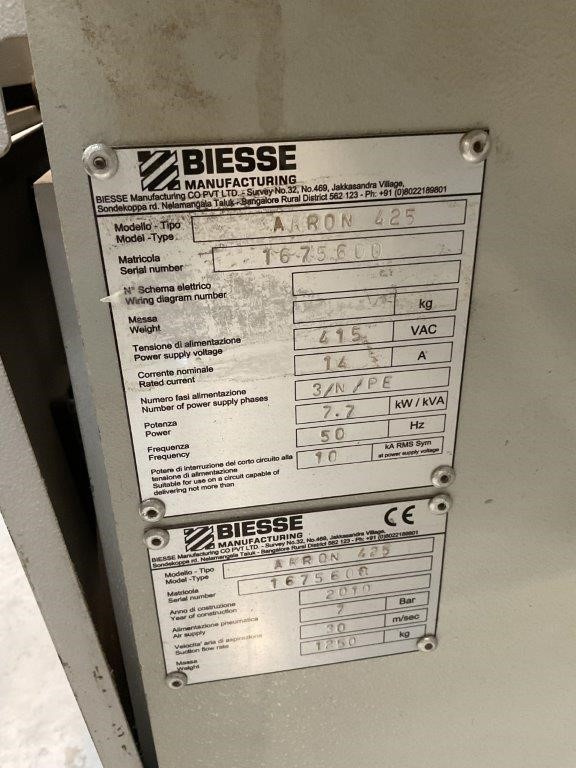 BIESSE
MANUFACTURING
BIESSE Manufacturing CO PVT LTD. - Survey No.32, No.469, Jakkasandra Village,
Sondekoppa rd. Nelamangala Taluk - Bangalore Rural District 562 123 - Ph: +91 (0)8022189801
Modello - Tipo AKRON 425
Model -Type
Matricola 1675600
Serial number
N° Schema elettrico
Wiring diagram number
Massa kg
Weight
Tensione di alimentazione 415 VAC
Power supply voltage
Corrente nominale 14 A
Rated current
Numero fasi alimentazione 3/N/PE
Number of power supply phases
Potenza 7.7 kW / kVA
Power
Frequenza 50 Hz
Frequency
Potere di interruzione del corto circuito alla 10 kA RMS Sym
tensione di alimentazione at power supply voltage
Suitable for use on a circuit capable of
delivering not more than
BIESSE CE
MANUFACTURING
BIESSE Manufacturing CO PVT LTD. - Survey No.32, No.469, Jakkasandra Village,
Sondekoppa rd. Nelamangala Taluk - Bangalore Rural District 562 123 - Ph: +91 (0)8022189801
Modello - Tipo AKRON 425
Model -Type
Matricola 1675600
Serial number
Anno di costruzione 2010
Year of construction
Alimentazione pneumatica 7 Bar
Air supply
Velocita' aria di aspirazione 30 m/sec
Suction flow rate
Massa 1250 kg
Weight